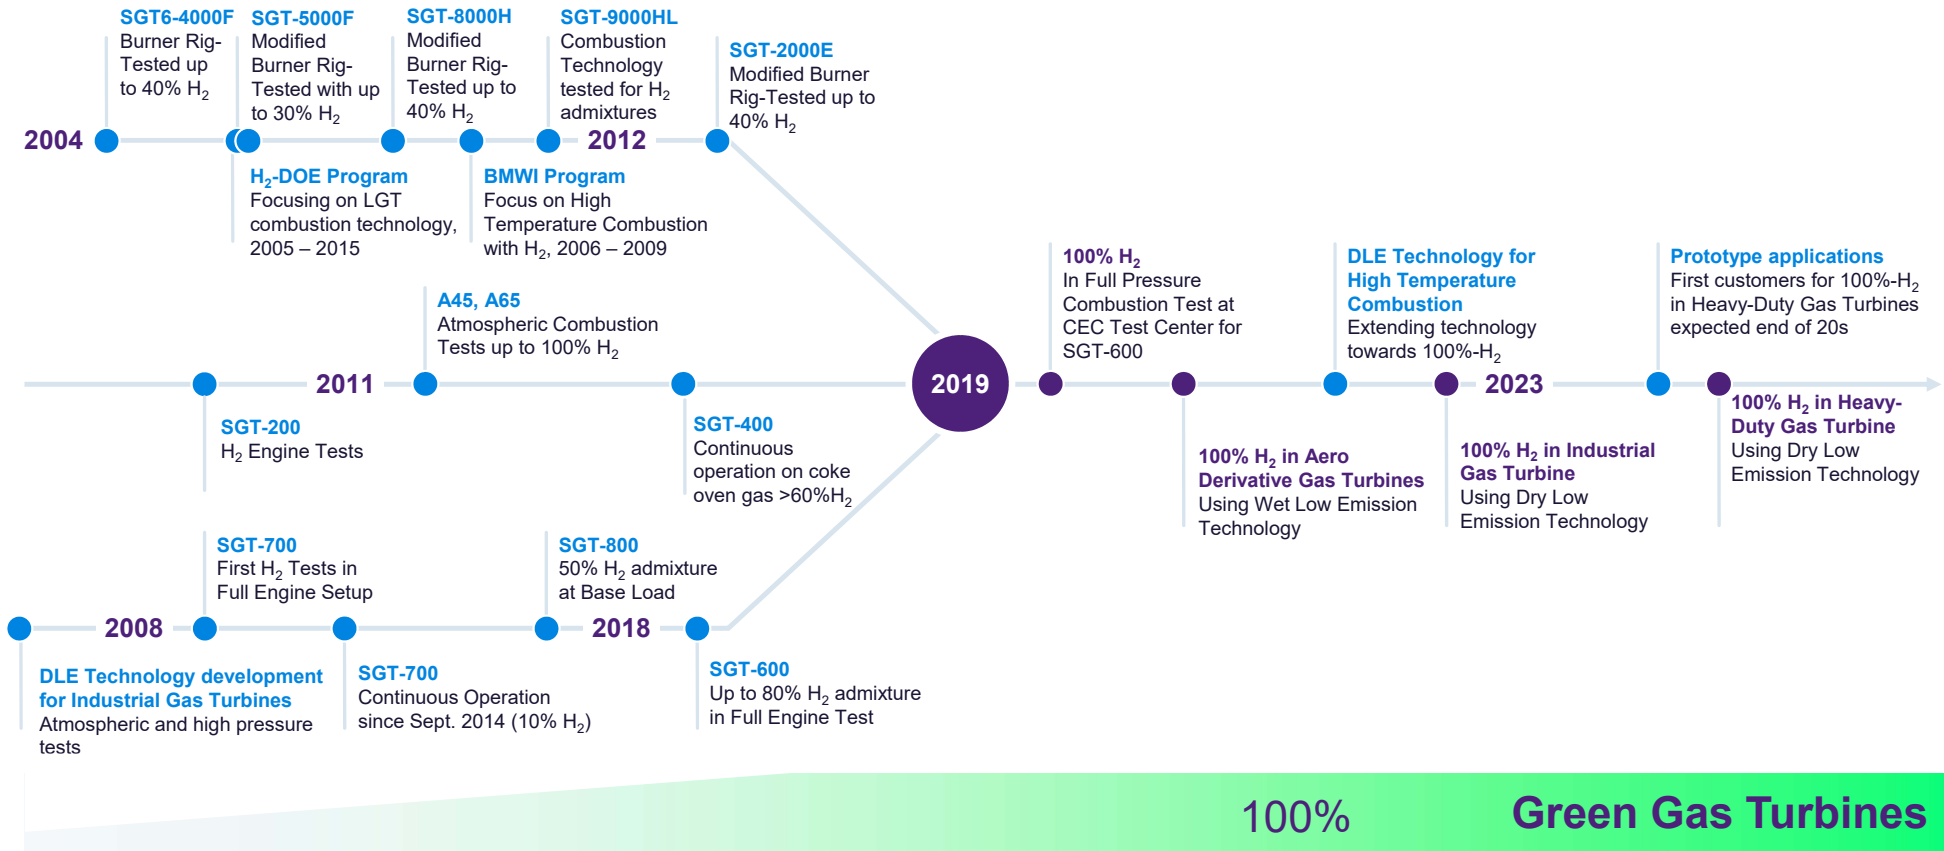 SGT6-4000F
Burner Rig-
Tested up
to 40% H₂
SGT-5000F
Modified
Burner Rig-
Tested with up
to 30% H₂
SGT-8000H
Modified
Burner Rig-
Tested up to
40% H₂
SGT-9000HL
Combustion
Technology
tested for H₂
admixtures
SGT-2000E
Modified Burner
Rig-Tested up to
40% H₂
2004
2012
H₂-DOE Program
Focusing on LGT
combustion technology,
2005 – 2015
BMWI Program
Focus on High
Temperature Combustion
with H₂, 2006 – 2009
A45, A65
Atmospheric Combustion
Tests up to 100% H₂
2011
SGT-200
H₂ Engine Tests
SGT-400
Continuous
operation on coke
oven gas >60%H₂
SGT-700
First H₂ Tests in
Full Engine Setup
SGT-800
50% H₂ admixture
at Base Load
2008
2018
DLE Technology development
for Industrial Gas Turbines
Atmospheric and high pressure
tests
SGT-700
Continuous Operation
since Sept. 2014 (10% H₂)
SGT-600
Up to 80% H₂ admixture
in Full Engine Test
2019
100% H₂
In Full Pressure
Combustion Test at
CEC Test Center for
SGT-600
DLE Technology for
High Temperature
Combustion
Extending technology
towards 100%-H₂
Prototype applications
First customers for 100%-H₂
in Heavy-Duty Gas Turbines
expected end of 20s
2023
100% H₂ in Aero
Derivative Gas Turbines
Using Wet Low Emission
Technology
100% H₂ in Industrial
Gas Turbine
Using Dry Low
Emission Technology
100% H₂ in Heavy-
Duty Gas Turbine
Using Dry Low
Emission Technology
100%
Green Gas Turbines